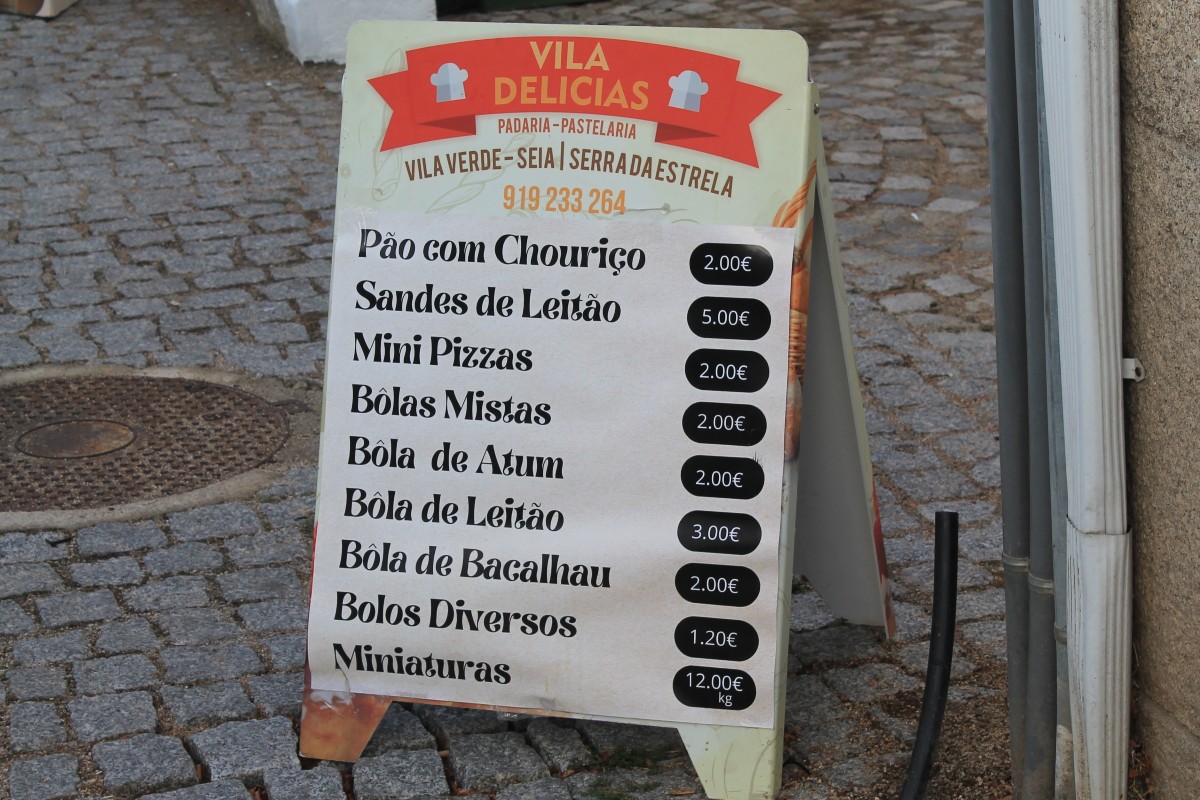 VILA
DELICIAS
PADARIA-PASTELARIA
VILA VERDE - SEIA | SERRA DA ESTRELA
919 233 264
Pão com Chouriço 2.00€
Sandes de Leitão 5.00€
Mini Pizzas 2.00€
Bôlas Mistas 2.00€
Bôla de Atum 2.00€
Bôla de Leitão 3.00€
Bôla de Bacalhau 2.00€
Bolos Diversos 1.20€
Miniaturas 12.00€
kg